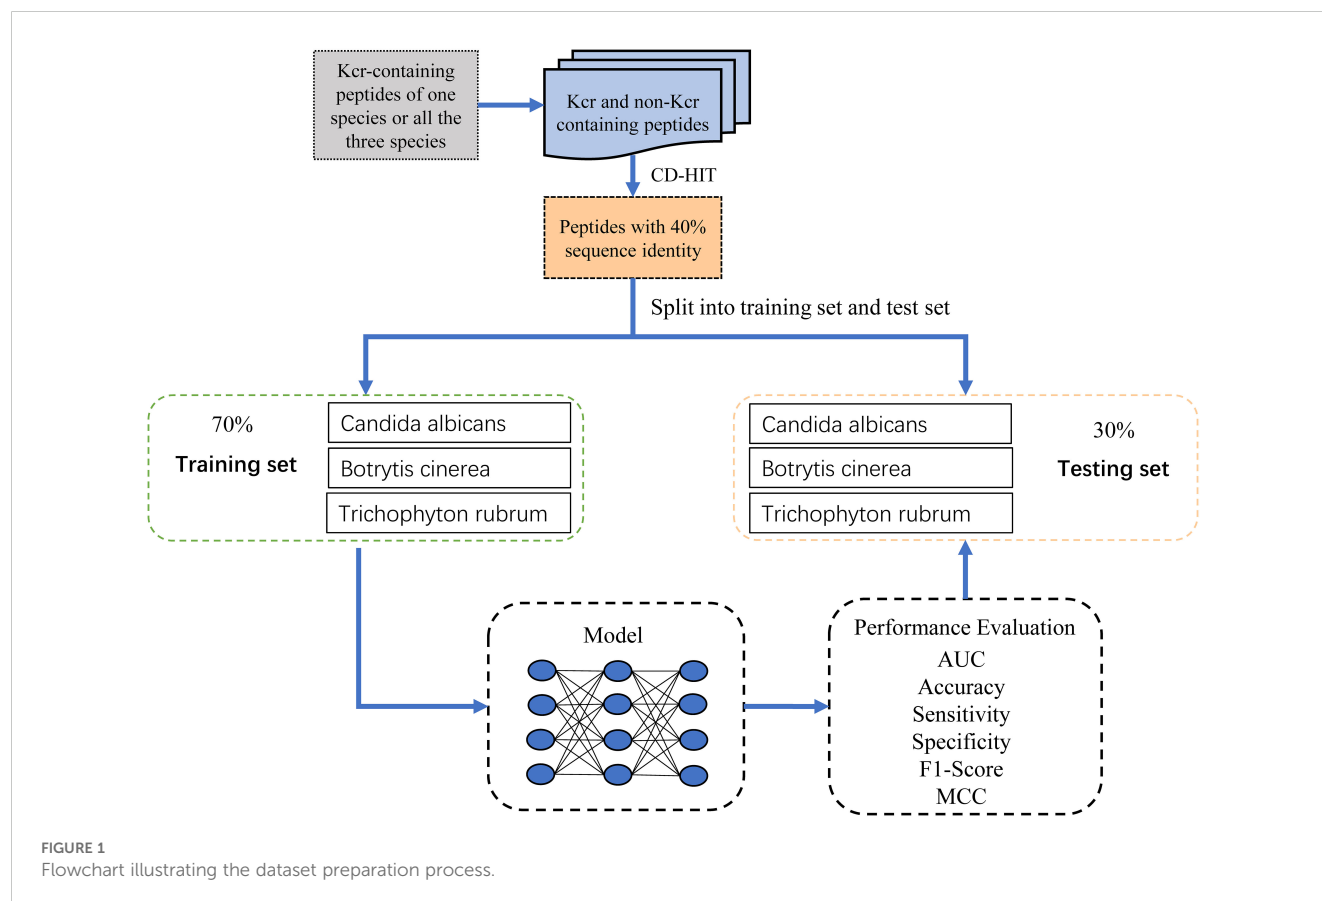 Kcr-containing
peptides of one
species or all the
three species
Kcr and non-Kcr
containing peptides
CD-HIT
Peptides with 40%
sequence identity
Split into training set and test set
70%
Training set
Candida albicans
Botrytis cinerea
Trichophyton rubrum
Candida albicans
Botrytis cinerea
Trichophyton rubrum
30%
Testing set
Model
Performance Evaluation
AUC
Accuracy
Sensitivity
Specificity
F1-Score
MCC
FIGURE 1
Flowchart illustrating the dataset preparation process.